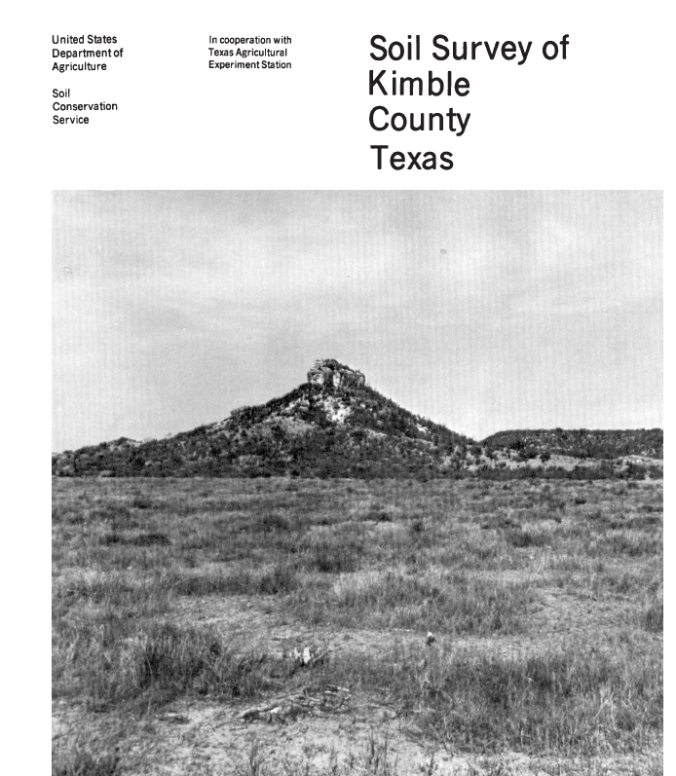 United States
Department of
Agriculture
Soil
Conservation
Service
In cooperation with
Texas Agricultural
Experiment Station
Soil Survey of
Kimble
County
Texas